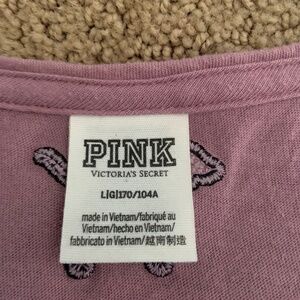 PINK
VICTORIA'S SECRET
L|G|170/104A
made in Vietnam/fabriqué au
Vietnam/hecho en Vietnam/
fabbricato in Vietnam/越南制造